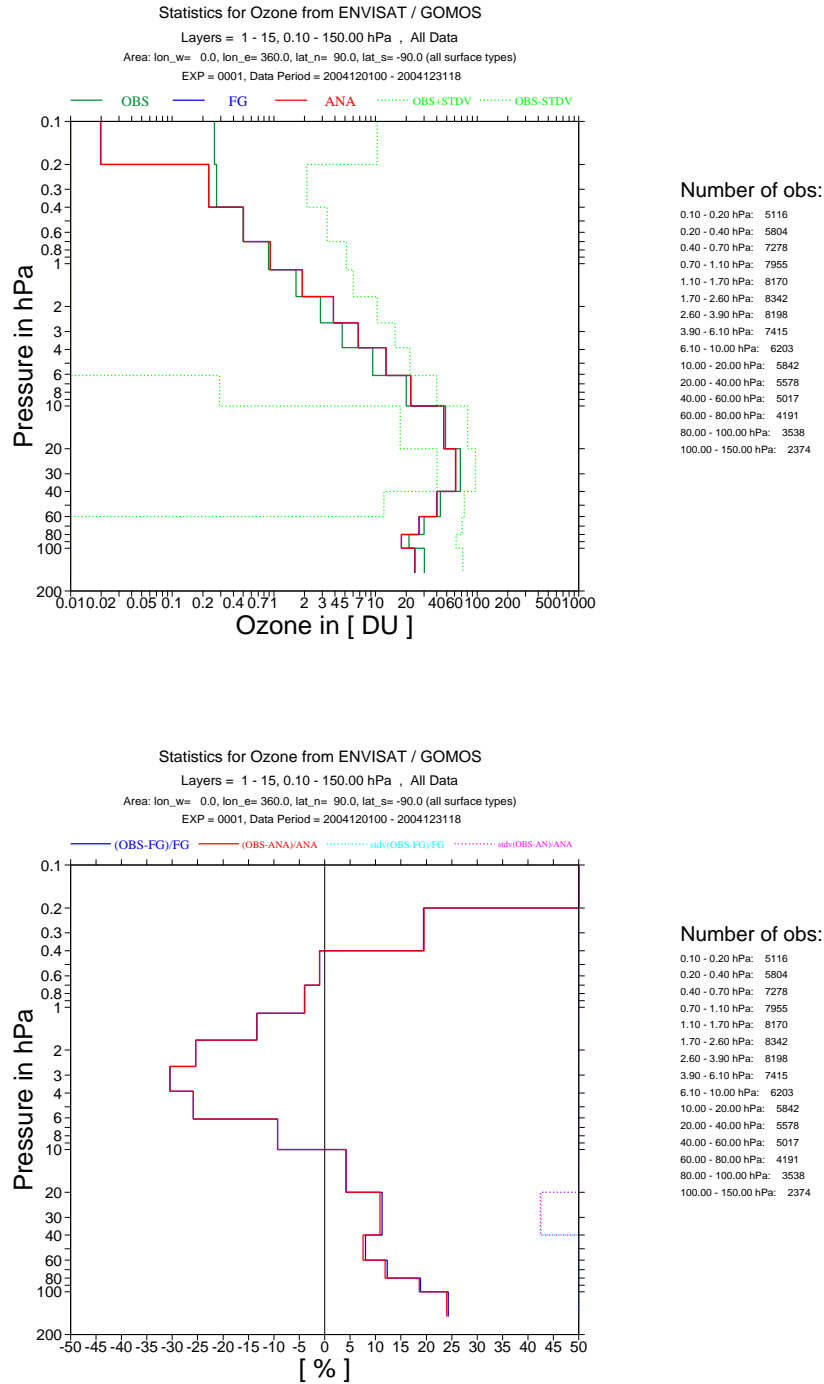 Statistics for Ozone from ENVISAT / GOMOS
Layers = 1 - 15, 0.10 - 150.00 hPa , All Data
Area: lon_w= 0.0, lon_e= 360.0, lat_n= 90.0, lat_s= -90.0 (all surface types)
EXP = 0001, Data Period = 2004120100 - 2004123118
OBS FG ANA OBS+STDV OBS-STDV
0.1
0.2
0.3
0.4
0.6
0.8
1
2
3
4
6
8
10
20
30
40
60
80
100
200
Pressure in hPa
0.01 0.02 0.05 0.1 0.2 0.4 0.7 1 2 3 4 5 7 10 20 40 60 100 200 500 1000
Ozone in [ DU ]
Number of obs:
0.10 - 0.20 hPa: 5116
0.20 - 0.40 hPa: 5804
0.40 - 0.70 hPa: 7278
0.70 - 1.10 hPa: 7955
1.10 - 1.70 hPa: 8170
1.70 - 2.60 hPa: 8342
2.60 - 3.90 hPa: 8198
3.90 - 6.10 hPa: 7415
6.10 - 10.00 hPa: 6203
10.00 - 20.00 hPa: 5842
20.00 - 40.00 hPa: 5578
40.00 - 60.00 hPa: 5017
60.00 - 80.00 hPa: 4191
80.00 - 100.00 hPa: 3538
100.00 - 150.00 hPa: 2374
Statistics for Ozone from ENVISAT / GOMOS
Layers = 1 - 15, 0.10 - 150.00 hPa , All Data
Area: lon_w= 0.0, lon_e= 360.0, lat_n= 90.0, lat_s= -90.0 (all surface types)
EXP = 0001, Data Period = 2004120100 - 2004123118
(OBS-FG)/FG (OBS-ANA)/ANA stdv(OBS-FG)/FG stdv(OBS-AN)/ANA
0.1
0.2
0.3
0.4
0.6
0.8
1
2
3
4
6
8
10
20
30
40
60
80
100
200
Pressure in hPa
-50 -45 -40 -35 -30 -25 -20 -15 -10 -5 0 5 10 15 20 25 30 35 40 45 50
[ % ]
Number of obs:
0.10 - 0.20 hPa: 5116
0.20 - 0.40 hPa: 5804
0.40 - 0.70 hPa: 7278
0.70 - 1.10 hPa: 7955
1.10 - 1.70 hPa: 8170
1.70 - 2.60 hPa: 8342
2.60 - 3.90 hPa: 8198
3.90 - 6.10 hPa: 7415
6.10 - 10.00 hPa: 6203
10.00 - 20.00 hPa: 5842
20.00 - 40.00 hPa: 5578
40.00 - 60.00 hPa: 5017
60.00 - 80.00 hPa: 4191
80.00 - 100.00 hPa: 3538
100.00 - 150.00 hPa: 2374